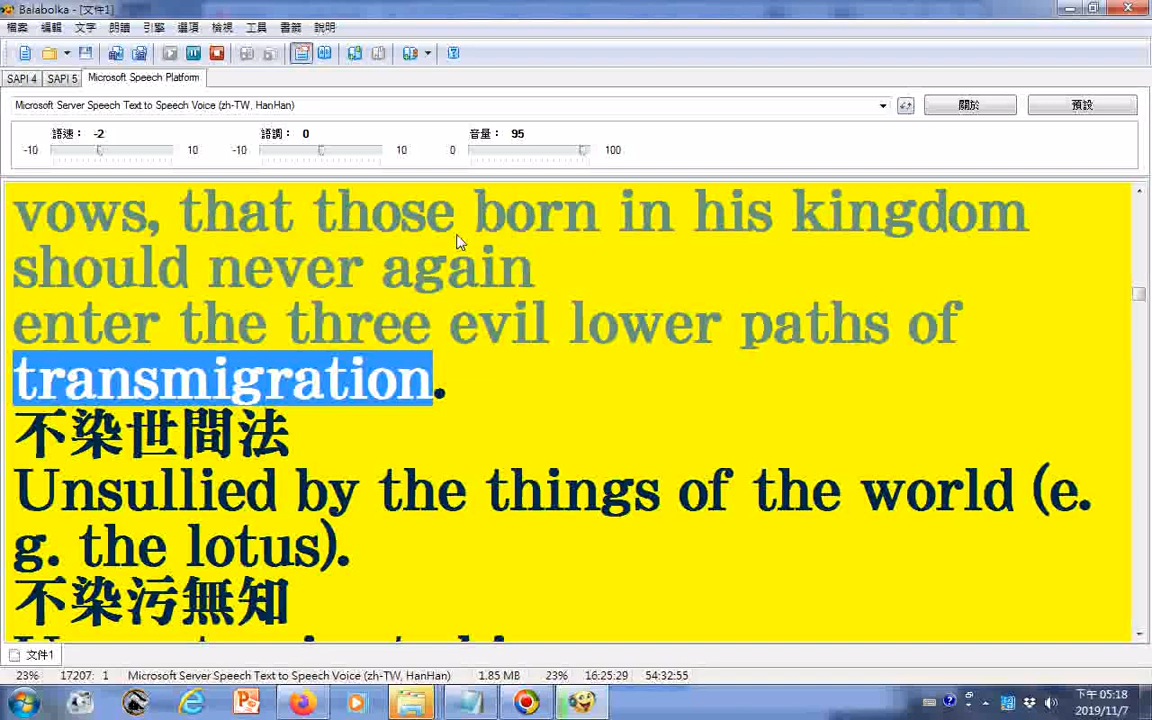 Balabolka - [文件1]
檔案 編輯 文字 朗讀 引擎 選項 檢視 工具 書籤 說明
SAPI 4 SAPI 5 Microsoft Speech Platform
Microsoft Server Speech Text to Speech Voice (zh-TW, HanHan) 關於 預設
語速: -2 語調: 0 音量: 95
-10 10 -10 10 0 100
vows, that those born in his kingdom
should never again
enter the three evil lower paths of
transmigration.
不染世間法
Unsullied by the things of the world (e.
g. the lotus).
不染污無知
文件1
23% 17207: 1 Microsoft Server Speech Text to Speech Voice (zh-TW, HanHan) 1.85 MB 23% 16:25:29 54:32:55
下午 05:18
2019/11/7